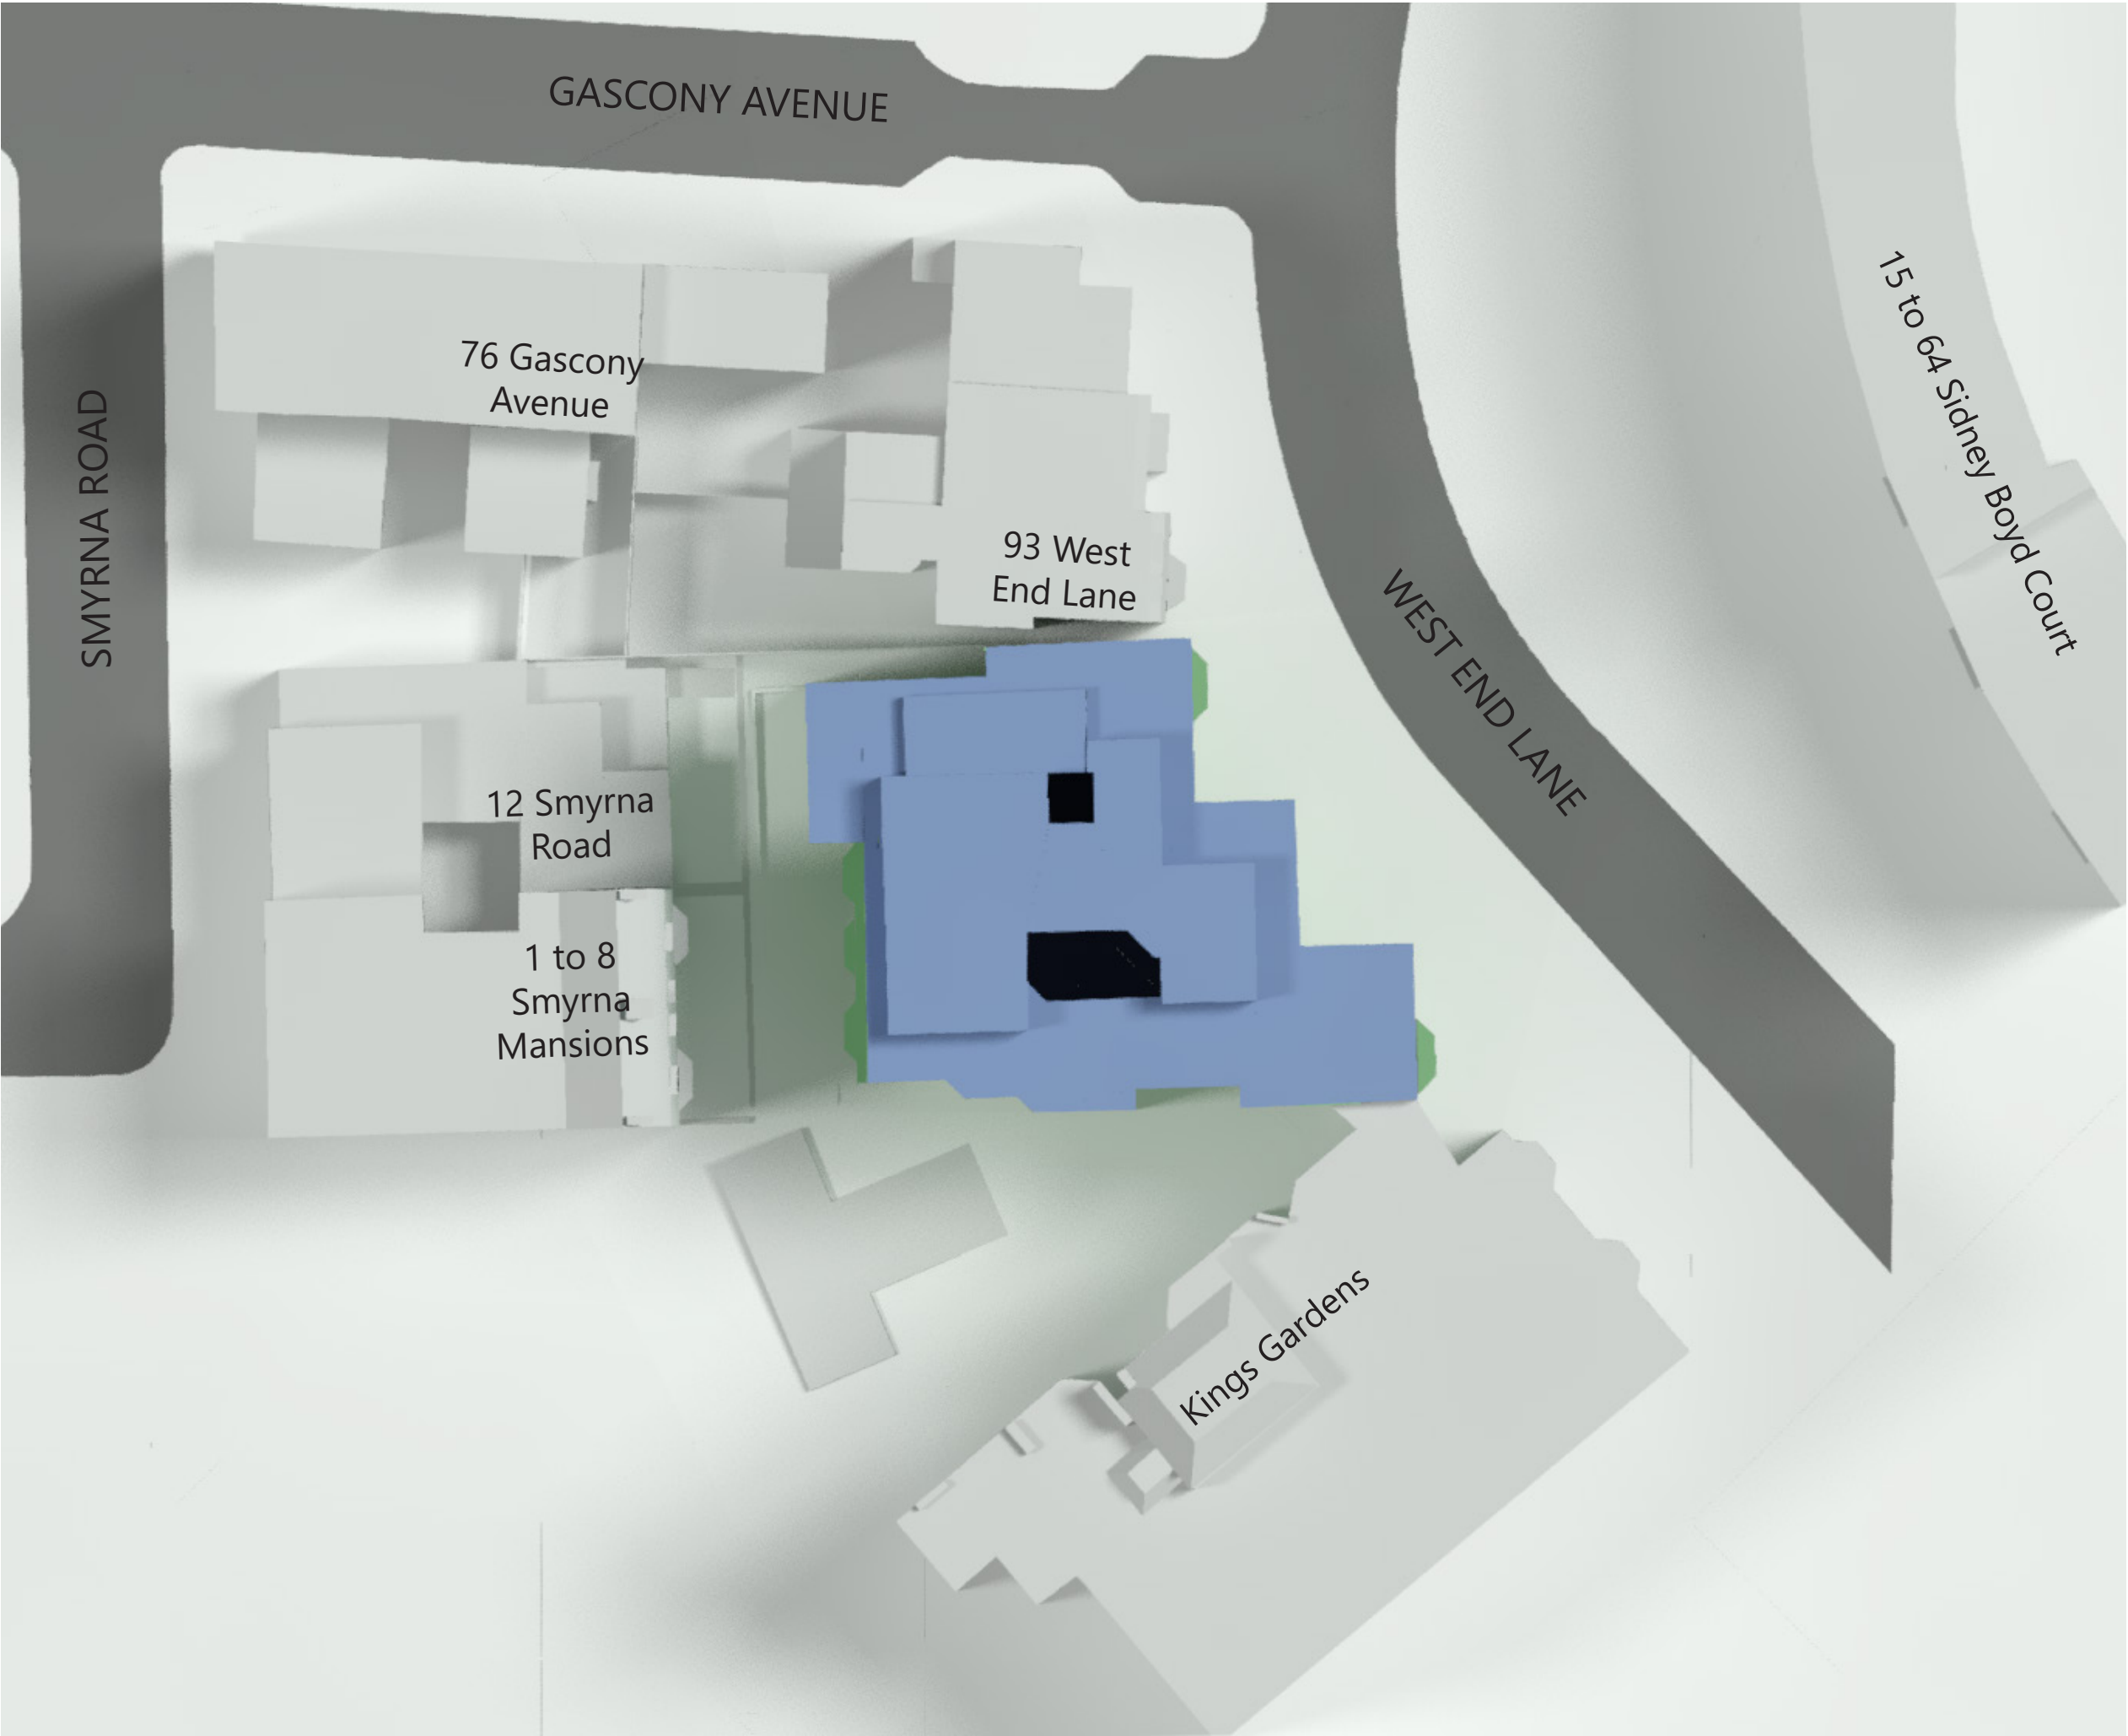 GASCONY AVENUE
15 to 64 Sidney Boyd Court
76 Gascony
Avenue
SMYRNA ROAD
93 West
End Lane
WEST END LANE
12 Smyrna
Road
1 to 8
Smyrna
Mansions
Kings Gardens